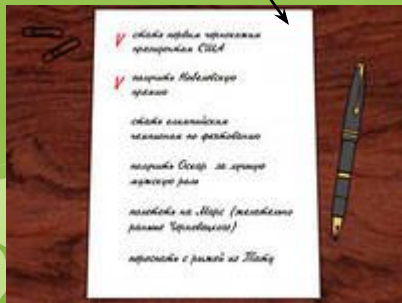 стать первым чернокожим
президентом США
получить Нобелевскую
премию
стать олимпийским
чемпионом по фехтованию
получить Оскар за лучшую
мужскую роль
полететь на Марс (желательно
раньше Черновецкого)
переспать с рыжей из Тату